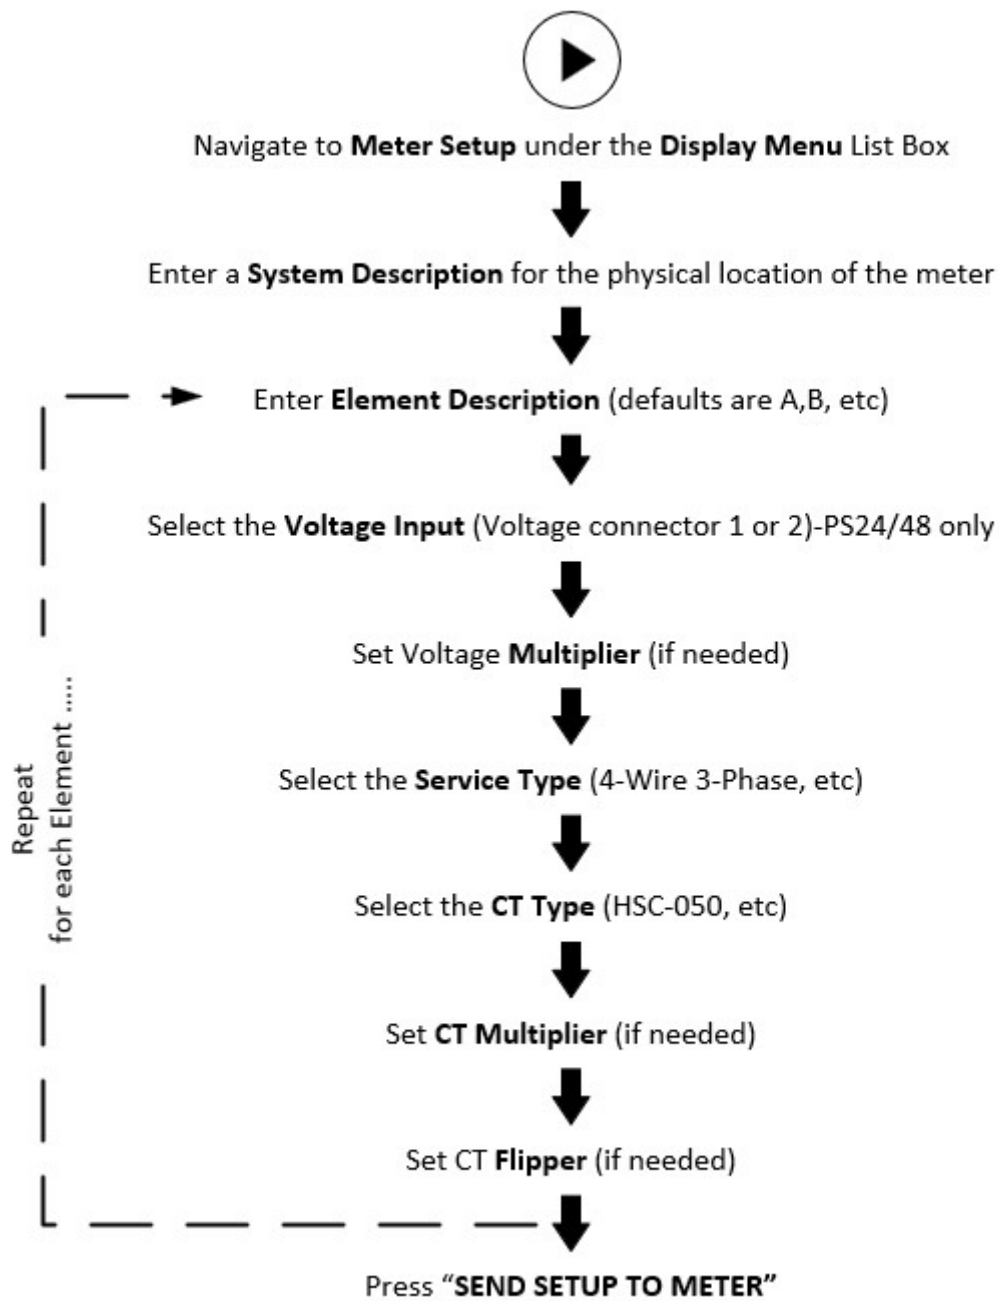 Navigate to Meter Setup under the Display Menu List Box
Enter a System Description for the physical location of the meter
Enter Element Description (defaults are A,B, etc)
Select the Voltage Input (Voltage connector 1 or 2)-PS24/48 only
Set Voltage Multiplier (if needed)
Select the Service Type (4-Wire 3-Phase, etc)
Select the CT Type (HSC-050, etc)
Set CT Multiplier (if needed)
Set CT Flipper (if needed)
Repeat
for each Element .....
Press “SEND SETUP TO METER”